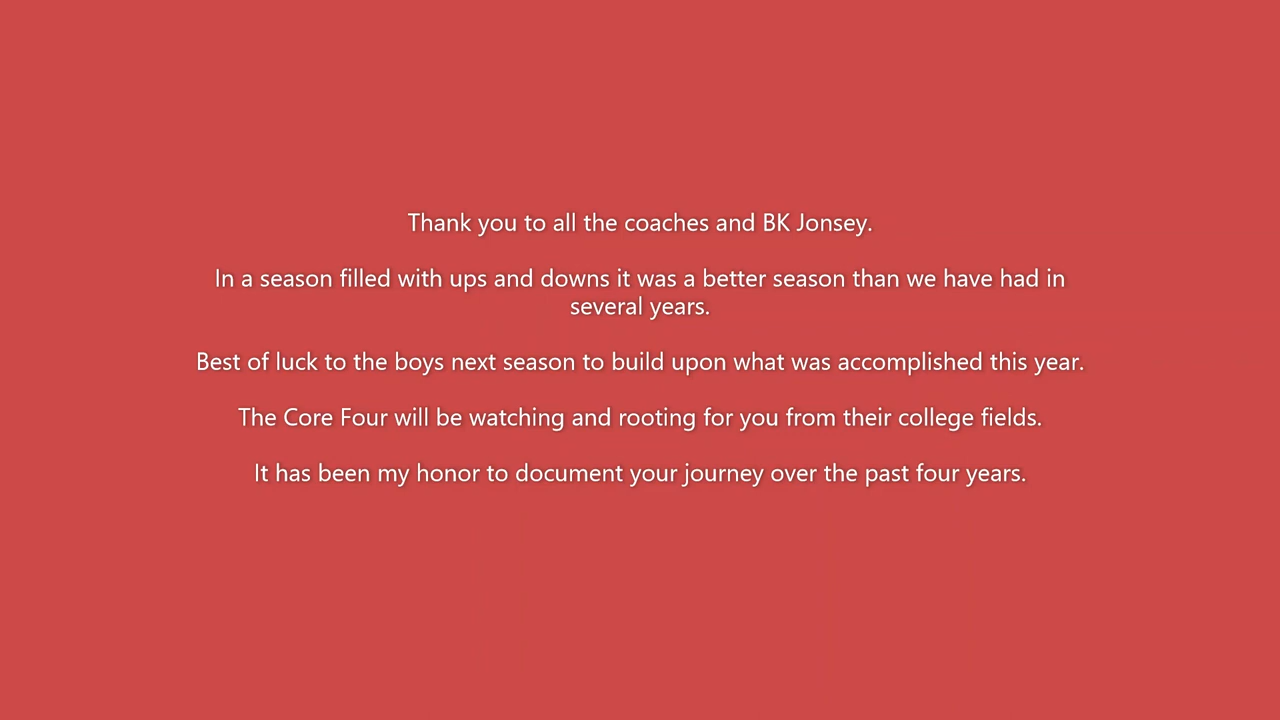 Thank you to all the coaches and BK Jonsey.
In a season filled with ups and downs it was a better season than we have had in
several years.
Best of luck to the boys next season to build upon what was accomplished this year.
The Core Four will be watching and rooting for you from their college fields.
It has been my honor to document your journey over the past four years.